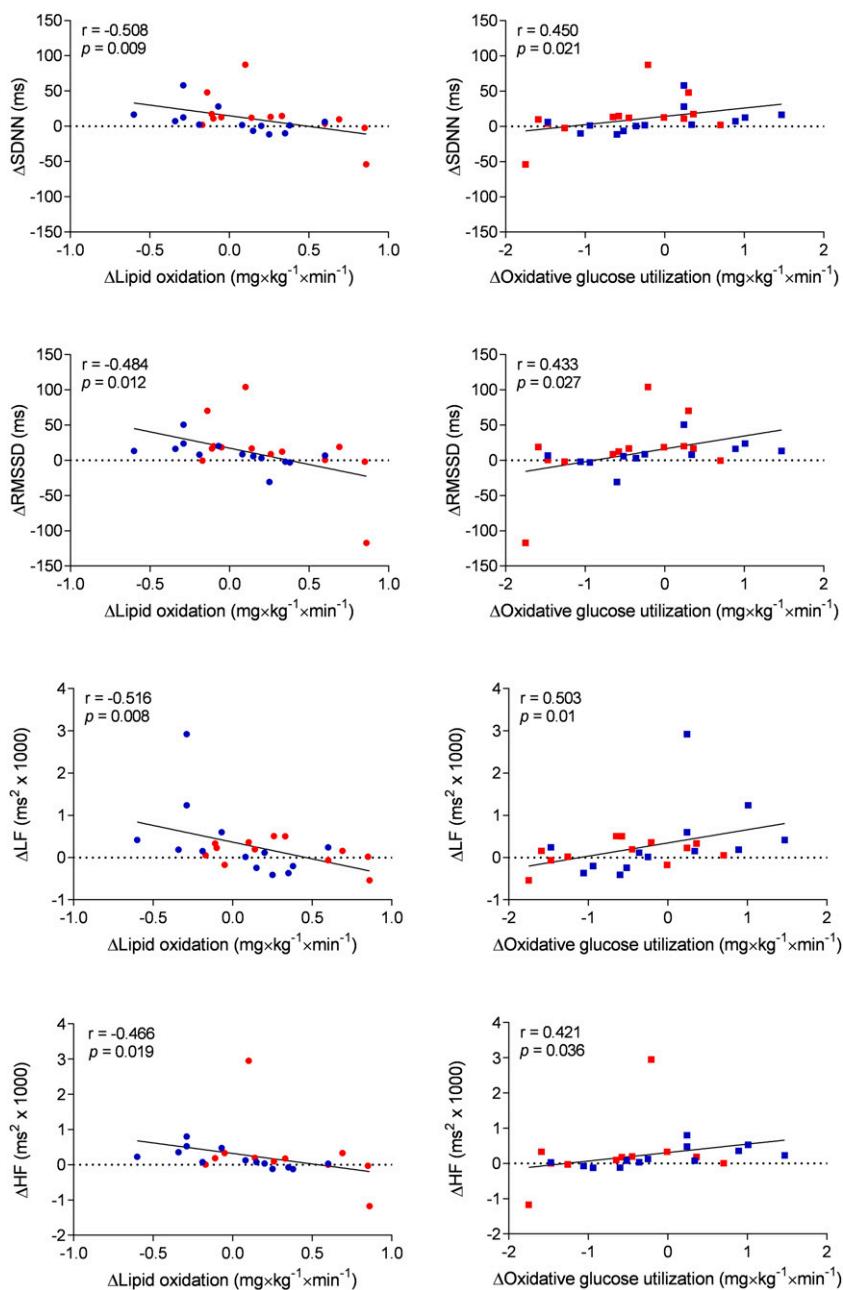 r = -0.508
p = 0.009
150
100
50
0
-50
-100
-150
ΔSDNN (ms)
-1.0
-0.5
0.0
0.5
1.0
ΔLipid oxidation (mg×kg⁻¹×min⁻¹)
r = 0.450
p = 0.021
150
100
50
0
-50
-100
-150
ΔSDNN (ms)
-2
-1
0
1
2
ΔOxidative glucose utilization (mg×kg⁻¹×min⁻¹)
r = -0.484
p = 0.012
150
100
50
0
-50
-100
-150
ΔRMSSD (ms)
-1.0
-0.5
0.0
0.5
1.0
ΔLipid oxidation (mg×kg⁻¹×min⁻¹)
r = 0.433
p = 0.027
150
100
50
0
-50
-100
-150
ΔRMSSD (ms)
-2
-1
0
1
2
ΔOxidative glucose utilization (mg×kg⁻¹×min⁻¹)
r = -0.516
p = 0.008
4
3
2
1
0
-1
ΔLF (ms² x 1000)
-1.0
-0.5
0.0
0.5
1.0
ΔLipid oxidation (mg×kg⁻¹×min⁻¹)
r = 0.503
p = 0.01
4
3
2
1
0
-1
ΔLF (ms² x 1000)
-2
-1
0
1
2
ΔOxidative glucose utilization (mg×kg⁻¹×min⁻¹)
r = -0.466
p = 0.019
4
3
2
1
0
-1
-2
ΔHF (ms² x 1000)
-1.0
-0.5
0.0
0.5
1.0
ΔLipid oxidation (mg×kg⁻¹×min⁻¹)
r = 0.421
p = 0.036
4
3
2
1
0
-1
-2
ΔHF (ms² x 1000)
-2
-1
0
1
2
ΔOxidative glucose utilization (mg×kg⁻¹×min⁻¹)